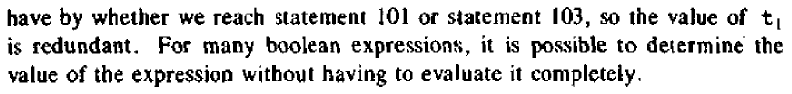 have by whether we reach statement 101 or statement 103, so the value of t₁
is redundant. For many boolean expressions, it is possible to determine the
value of the expression without having to evaluate it completely.